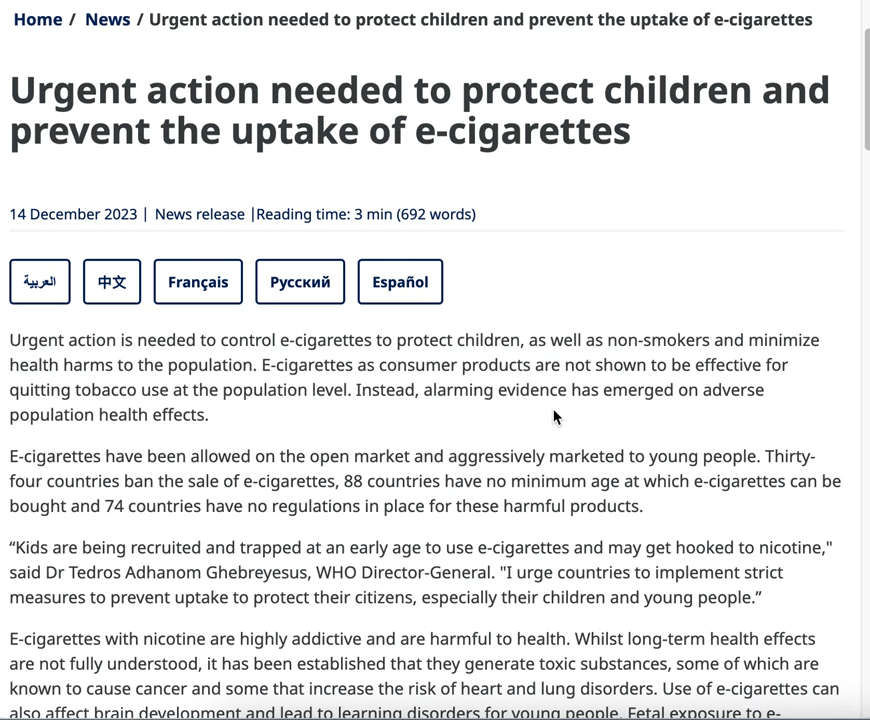 Home / News / Urgent action needed to protect children and prevent the uptake of e-cigarettes
Urgent action needed to protect children and
prevent the uptake of e-cigarettes
14 December 2023 | News release |Reading time: 3 min (692 words)
العربية 中文 Français Русский Español
Urgent action is needed to control e-cigarettes to protect children, as well as non-smokers and minimize
health harms to the population. E-cigarettes as consumer products are not shown to be effective for
quitting tobacco use at the population level. Instead, alarming evidence has emerged on adverse
population health effects.
E-cigarettes have been allowed on the open market and aggressively marketed to young people. Thirty-
four countries ban the sale of e-cigarettes, 88 countries have no minimum age at which e-cigarettes can be
bought and 74 countries have no regulations in place for these harmful products.
“Kids are being recruited and trapped at an early age to use e-cigarettes and may get hooked to nicotine,"
said Dr Tedros Adhanom Ghebreyesus, WHO Director-General. "I urge countries to implement strict
measures to prevent uptake to protect their citizens, especially their children and young people.”
E-cigarettes with nicotine are highly addictive and are harmful to health. Whilst long-term health effects
are not fully understood, it has been established that they generate toxic substances, some of which are
known to cause cancer and some that increase the risk of heart and lung disorders. Use of e-cigarettes can
also affect brain development and lead to learning disorders for young people. Fetal exposure to e-